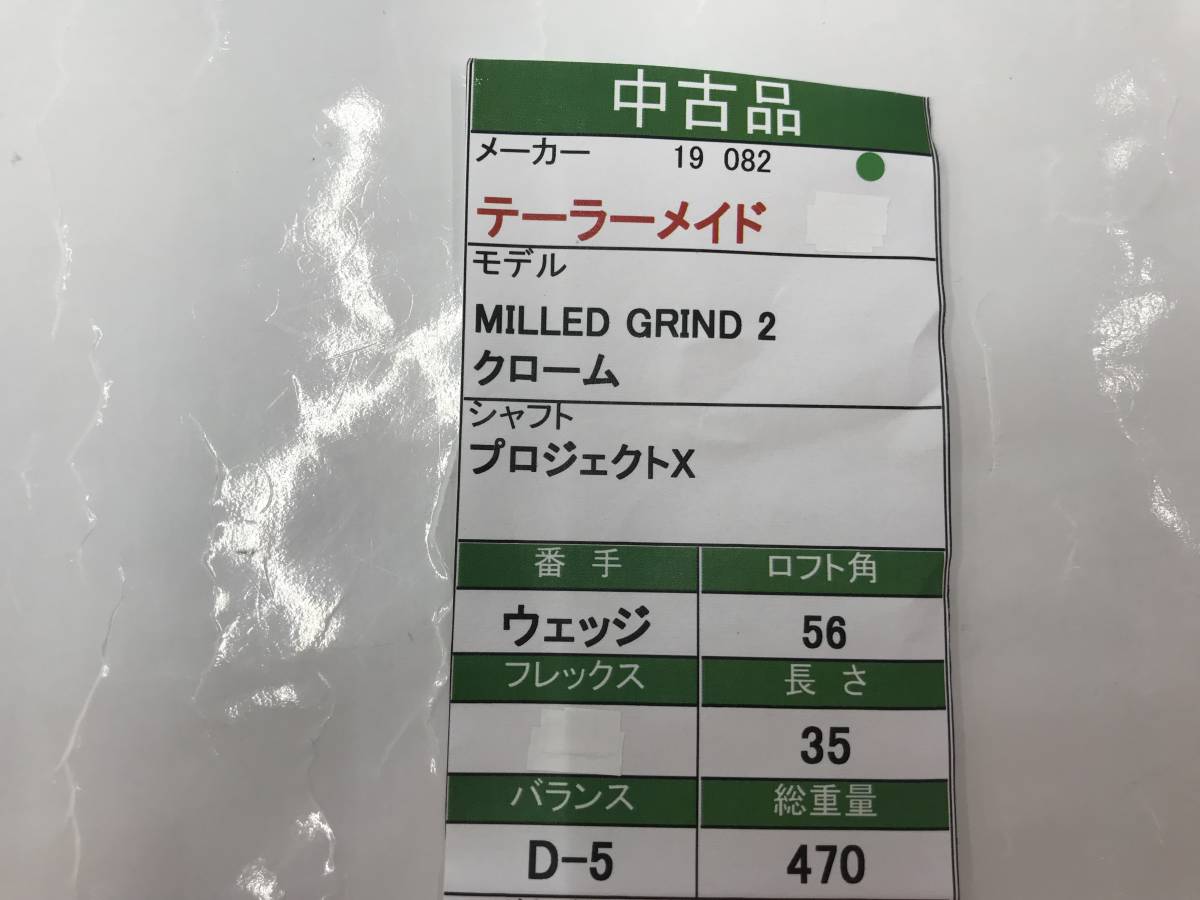 中古品
メーカー 19 082
テーラーメイド
モデル
MILLED GRIND 2
クローム
シャフト
プロジェクトX
番手 ロフト角
ウェッジ 56
フレックス 長さ
35
バランス 総重量
D-5 470